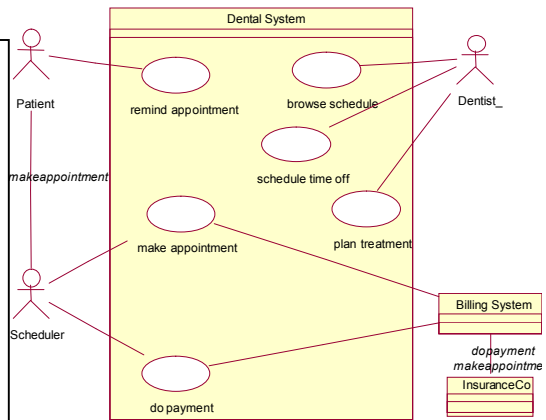 Dental System
Patient
remind appointment
browse schedule
Dentist_
makeappointment
schedule time off
make appointment
plan treatment
Scheduler
Billing System
dopayment
makeappointme
InsuranceCo
do payment